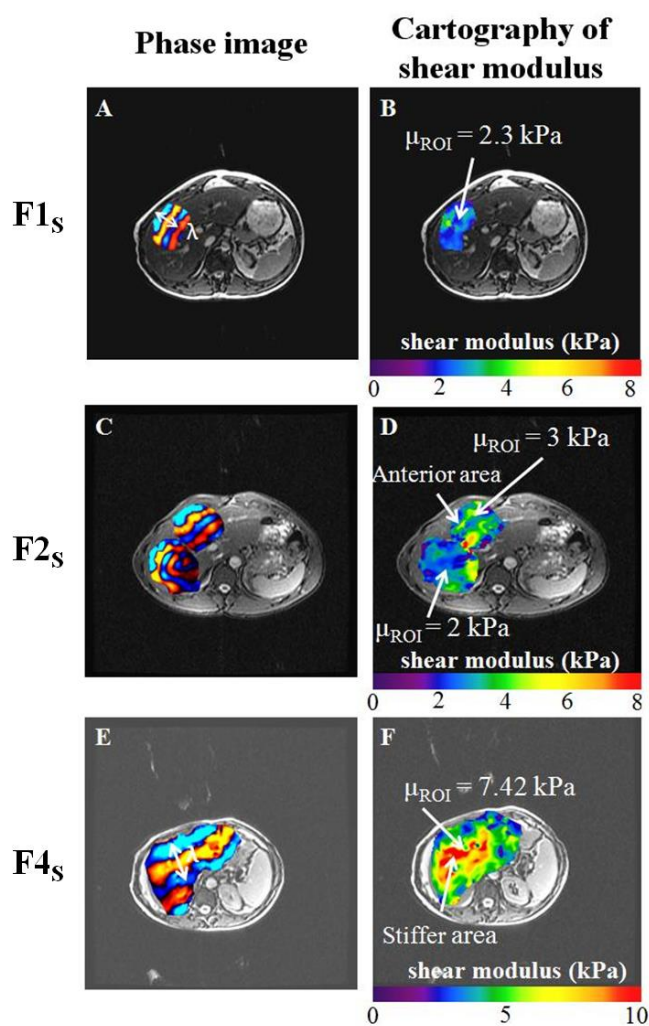 Phase image
Cartography of
shear modulus
F1s
A
λ
B
μROI = 2.3 kPa
shear modulus (kPa)
0 2 4 6 8
F2s
C
D
μROI = 3 kPa
Anterior area
μROI = 2 kPa
shear modulus (kPa)
0 2 4 6 8
F4s
E
λ
F
μROI = 7.42 kPa
Stiffer area
shear modulus (kPa)
0 5 10